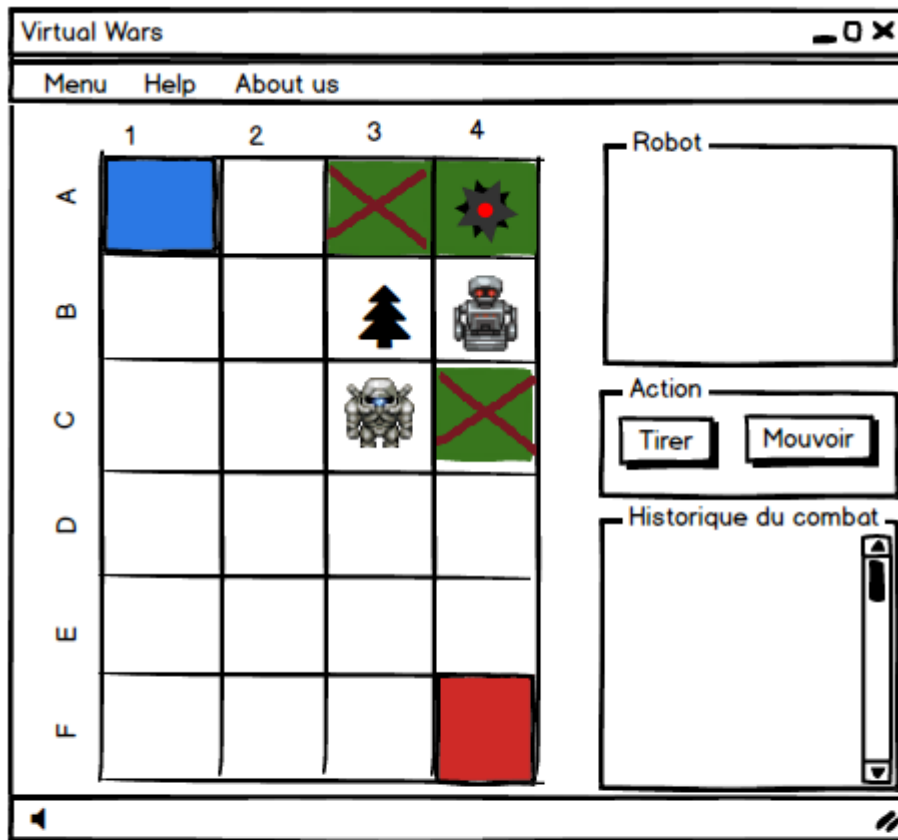 Virtual Wars
Menu Help About us
1 2 3 4
Robot
A
B
C
Action
Tirer Mouvoir
D
Historique du combat
E
F